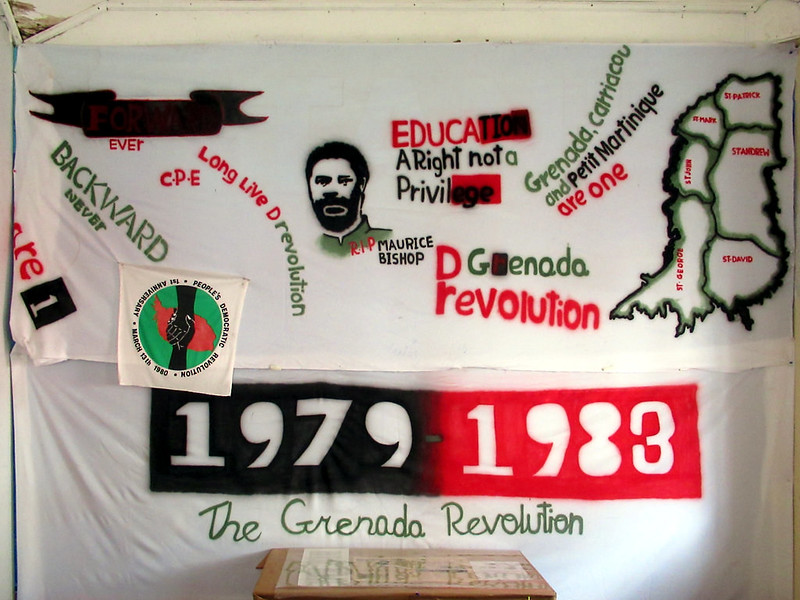 FORWARD
EVER
BACKWARD
NEVER
C.P.E
Long Live D revolution
R.I.P MAURICE
BISHOP
EDUCATION
A Right not a
Privilege
Grenada, Carriacou
and Petit Martinique
are one
D Grenada
revolution
ST. PATRICK
ST. MARK
ST. ANDREW
ST. JOHN
ST. GEORGE
ST. DAVID
are
1
1ST ANNIVERSARY • PEOPLE'S DEMOCRATIC REVOLUTION • MARCH 13th 1980 •
1979 - 1983
The Grenada Revolution